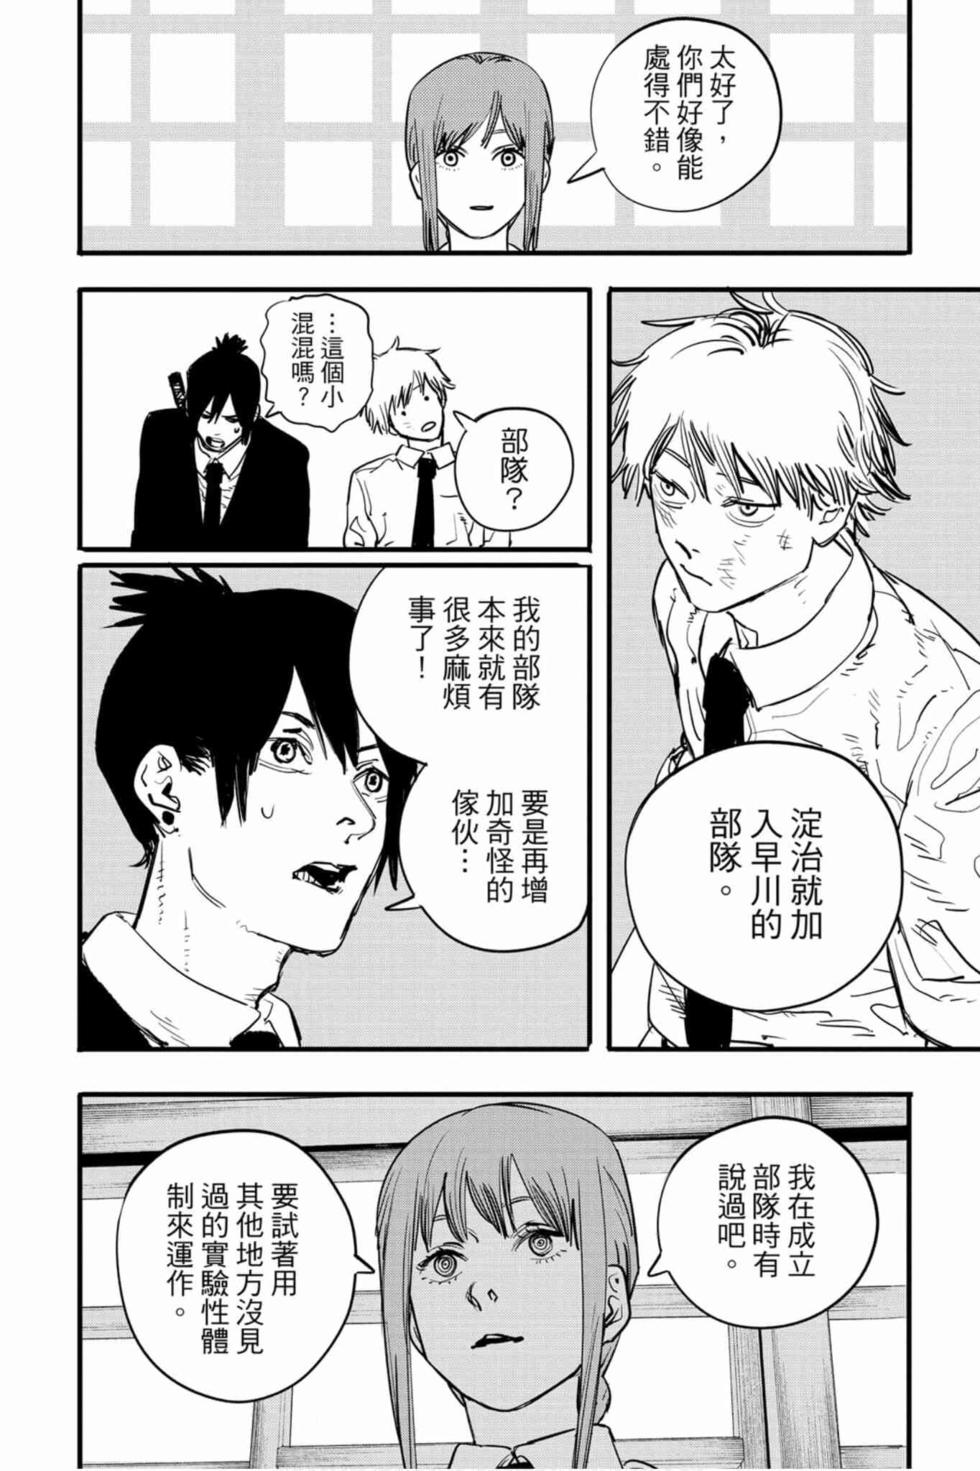 太好了，
你們好像能
處得不錯。
淀治就加
入早川的
部隊。
部隊？
…這個小
混混嗎？
我的部隊
本來就有
很多麻煩
事了！
要是再增
加奇怪的
傢伙…
我在成立
部隊時有
說過吧。
要試著用
其他地方沒見
過的實驗性體
制來運作。